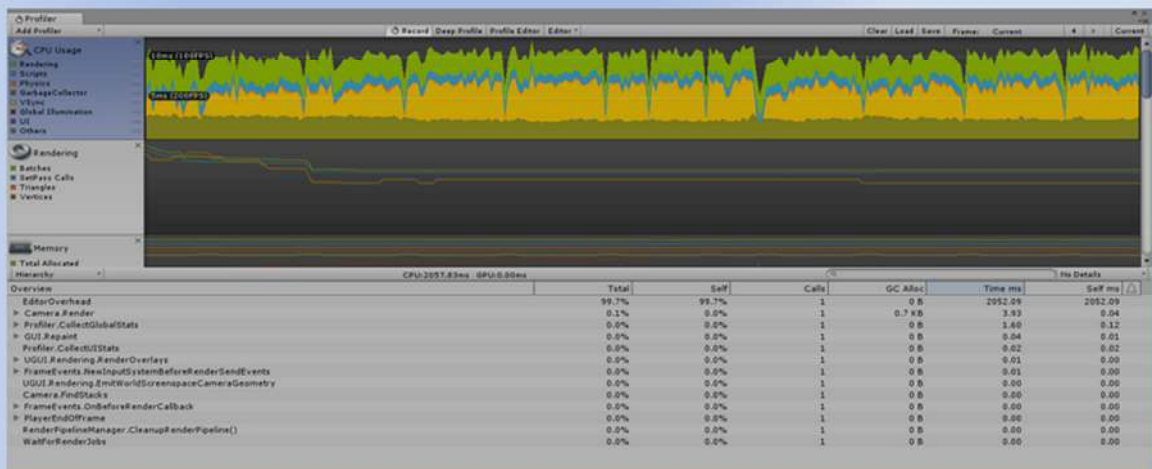 Profiler
Add Profiler
Record Deep Profile Profile Editor Editor
Clear Load Save Frame: Current Current
CPU Usage
Rendering
Scripts
Physics
GarbageCollector
VSync
Global Illumination
UI
Others
10ms (100FPS)
5ms (200FPS)
Rendering
Batches
SetPass Calls
Triangles
Vertices
Memory
Total Allocated
Hierarchy CPU:2057.83ms GPU:0.00ms No Details
Overview Total Self Calls GC Alloc Time ms Self ms
EditorOverhead 99.7% 99.7% 1 0 B 2052.09 2052.09
Camera.Render 0.1% 0.0% 1 0.7 KB 3.93 0.04
Profiler.CollectGlobalStats 0.0% 0.0% 1 0 B 1.60 0.12
GUI.Repaint 0.0% 0.0% 1 0 B 0.04 0.01
Profiler.CollectUIStats 0.0% 0.0% 1 0 B 0.02 0.02
UGUI.Rendering.RenderOverlays 0.0% 0.0% 1 0 B 0.01 0.00
FrameEvents.NewInputSystemBeforeRenderSendEvents 0.0% 0.0% 1 0 B 0.01 0.00
UGUI.Rendering.EmitWorldScreenspaceCameraGeometry 0.0% 0.0% 1 0 B 0.00 0.00
Camera.FindStacks 0.0% 0.0% 1 0 B 0.00 0.00
FrameEvents.OnBeforeRenderCallback 0.0% 0.0% 1 0 B 0.00 0.00
PlayerEndOfFrame 0.0% 0.0% 1 0 B 0.00 0.00
RenderPipelineManager.CleanupRenderPipeline() 0.0% 0.0% 1 0 B 0.00 0.00
WaitForRenderJobs 0.0% 0.0% 1 0 B 0.00 0.00